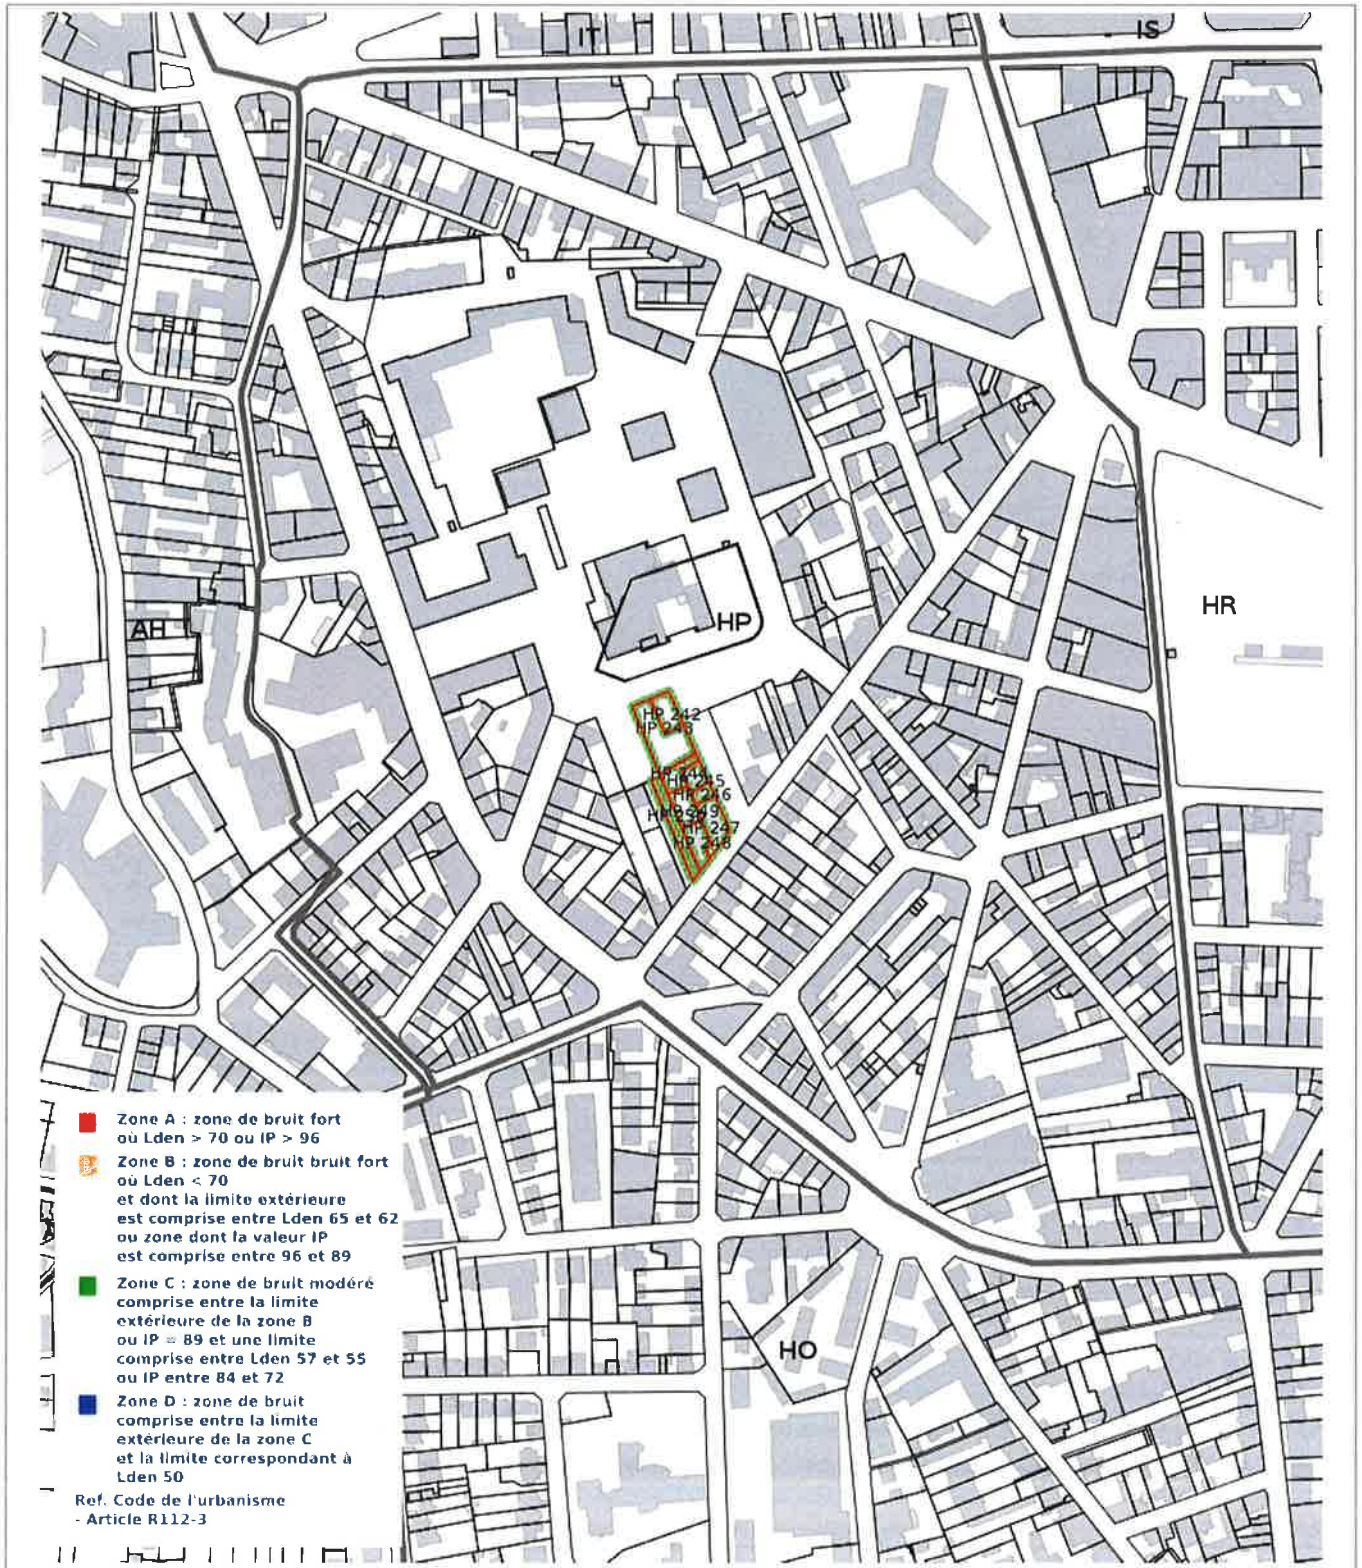 IT
IS
AH
HP
HR
HP 242
HP 243
HP 244
HP 245
HP 246
HP 249
HP 247
HP 248
HO
Zone A : zone de bruit fort
où Lden > 70 ou IP > 96
Zone B : zone de bruit bruit fort
où Lden < 70
et dont la limite extérieure
est comprise entre Lden 65 et 62
ou zone dont la valeur IP
est comprise entre 96 et 89
Zone C : zone de bruit modéré
comprise entre la limite
extérieure de la zone B
ou IP = 89 et une limite
comprise entre Lden 57 et 55
ou IP entre 84 et 72
Zone D : zone de bruit
comprise entre la limite
extérieure de la zone C
et la limite correspondant à
Lden 50
Ref. Code de l'urbanisme
- Article R112-3